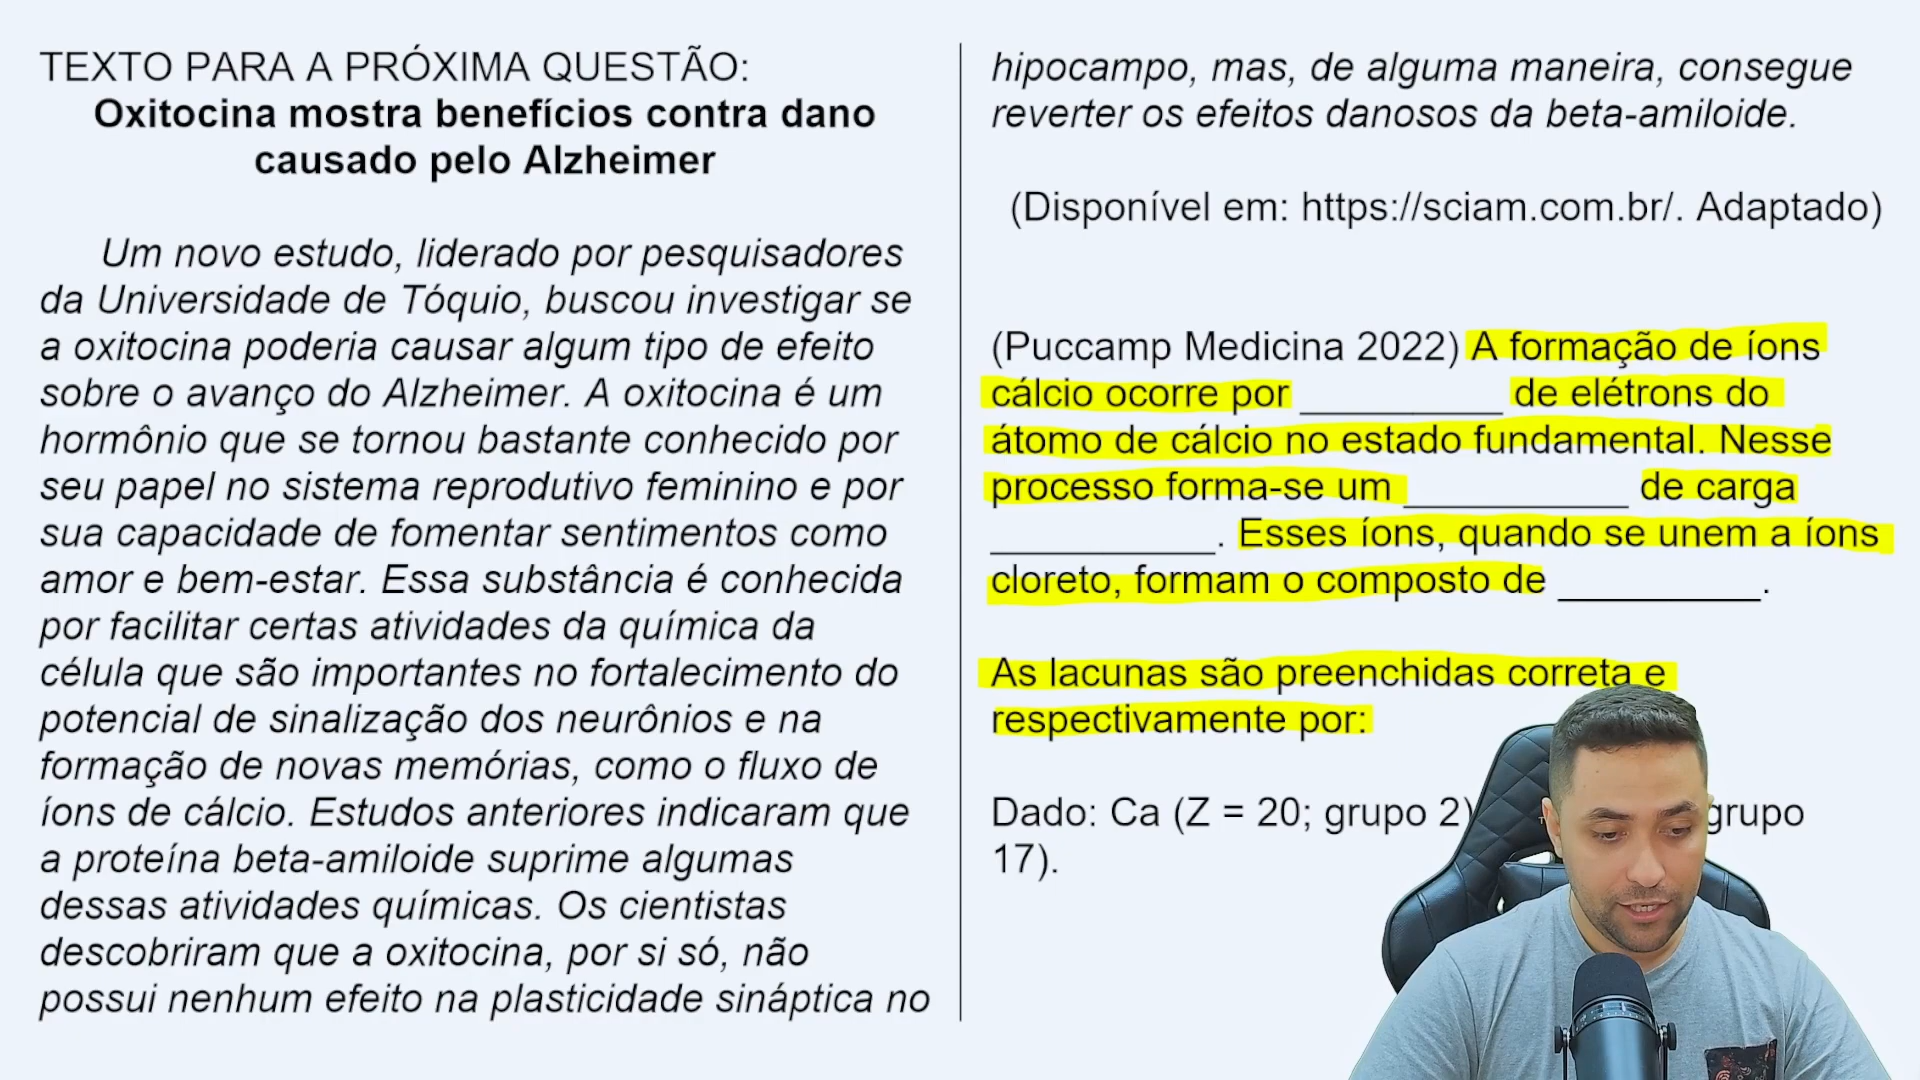 TEXTO PARA A PRÓXIMA QUESTÃO:
Oxitocina mostra benefícios contra dano
causado pelo Alzheimer
Um novo estudo, liderado por pesquisadores
da Universidade de Tóquio, buscou investigar se
a oxitocina poderia causar algum tipo de efeito
sobre o avanço do Alzheimer. A oxitocina é um
hormônio que se tornou bastante conhecido por
seu papel no sistema reprodutivo feminino e por
sua capacidade de fomentar sentimentos como
amor e bem-estar. Essa substância é conhecida
por facilitar certas atividades da química da
célula que são importantes no fortalecimento do
potencial de sinalização dos neurônios e na
formação de novas memórias, como o fluxo de
íons de cálcio. Estudos anteriores indicaram que
a proteína beta-amiloide suprime algumas
dessas atividades químicas. Os cientistas
descobriram que a oxitocina, por si só, não
possui nenhum efeito na plasticidade sináptica no
hipocampo, mas, de alguma maneira, consegue
reverter os efeitos danosos da beta-amiloide.
(Disponível em: https://sciam.com.br/. Adaptado)
(Puccamp Medicina 2022) A formação de íons
cálcio ocorre por _________ de elétrons do
átomo de cálcio no estado fundamental. Nesse
processo forma-se um __________ de carga
__________. Esses íons, quando se unem a íons
cloreto, formam o composto de _________.
As lacunas são preenchidas correta e
respectivamente por:
Dado: Ca (Z = 20; grupo 2) grupo
17).